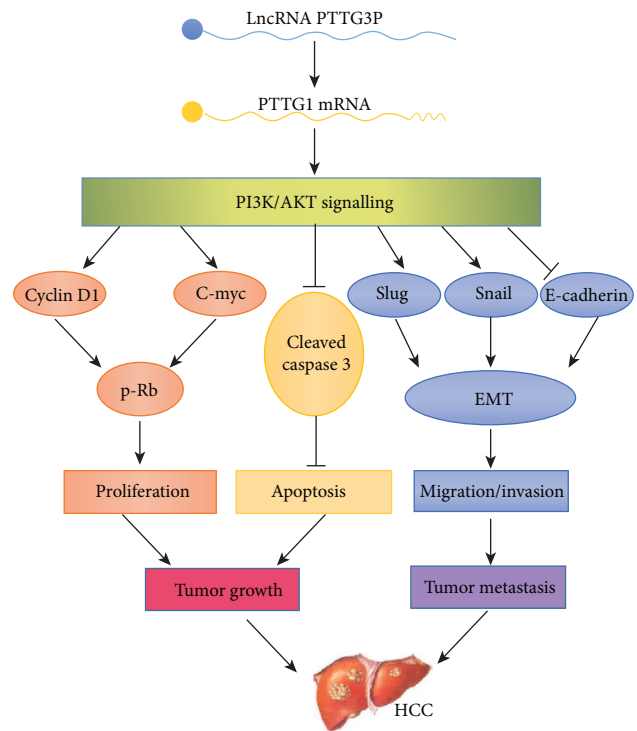 LncRNA PTTG3P
PTTG1 mRNA
PI3K/AKT signalling
Cyclin D1
C-myc
Cleaved
caspase 3
Slug
Snail
E-cadherin
p-Rb
EMT
Proliferation
Apoptosis
Migration/invasion
Tumor growth
Tumor metastasis
HCC